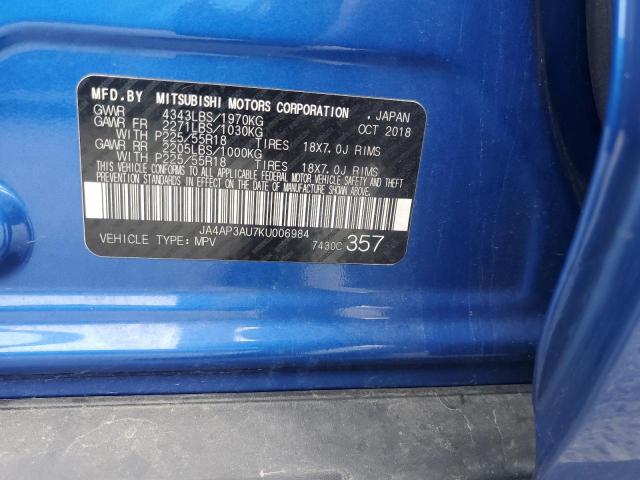 MFD.BY MITSUBISHI MOTORS CORPORATION , JAPAN
GVWR 4343LBS/1970KG OCT 2018
GAWR FR 2271LBS/1030KG
WITH P225/55R18 TIRES 18X7.0J RIMS
GAWR RR 2205LBS/1000KG
WITH P225/55R18 TIRES 18X7.0J RIMS
THIS VEHICLE CONFORMS TO ALL APPLICABLE FEDERAL MOTOR VEHICLE SAFETY AND THEFT
PREVENTION STANDARDS IN EFFECT ON THE DATE OF MANUFACTURE SHOWN ABOVE.
JA4AP3AU7KU006984
VEHICLE TYPE: MPV 7430C 357